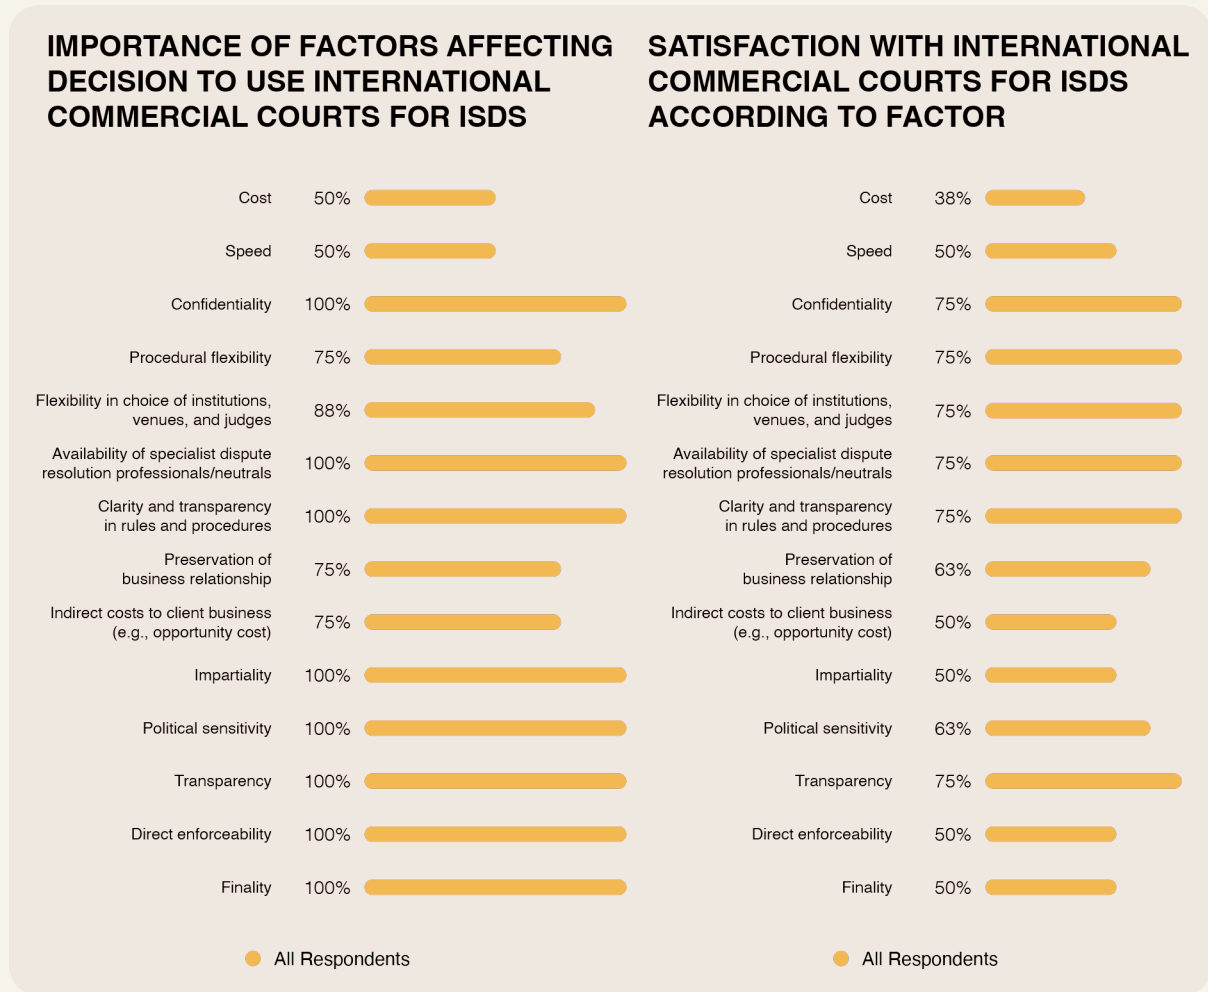 IMPORTANCE OF FACTORS AFFECTING
DECISION TO USE INTERNATIONAL
COMMERCIAL COURTS FOR ISDS
Cost 50%
Speed 50%
Confidentiality 100%
Procedural flexibility 75%
Flexibility in choice of institutions,
venues, and judges 88%
Availability of specialist dispute
resolution professionals/neutrals 100%
Clarity and transparency
in rules and procedures 100%
Preservation of
business relationship 75%
Indirect costs to client business
(e.g., opportunity cost) 75%
Impartiality 100%
Political sensitivity 100%
Transparency 100%
Direct enforceability 100%
Finality 100%
All Respondents
SATISFACTION WITH INTERNATIONAL
COMMERCIAL COURTS FOR ISDS
ACCORDING TO FACTOR
Cost 38%
Speed 50%
Confidentiality 75%
Procedural flexibility 75%
Flexibility in choice of institutions,
venues, and judges 75%
Availability of specialist dispute
resolution professionals/neutrals 75%
Clarity and transparency
in rules and procedures 75%
Preservation of
business relationship 63%
Indirect costs to client business
(e.g., opportunity cost) 50%
Impartiality 50%
Political sensitivity 63%
Transparency 75%
Direct enforceability 50%
Finality 50%
All Respondents